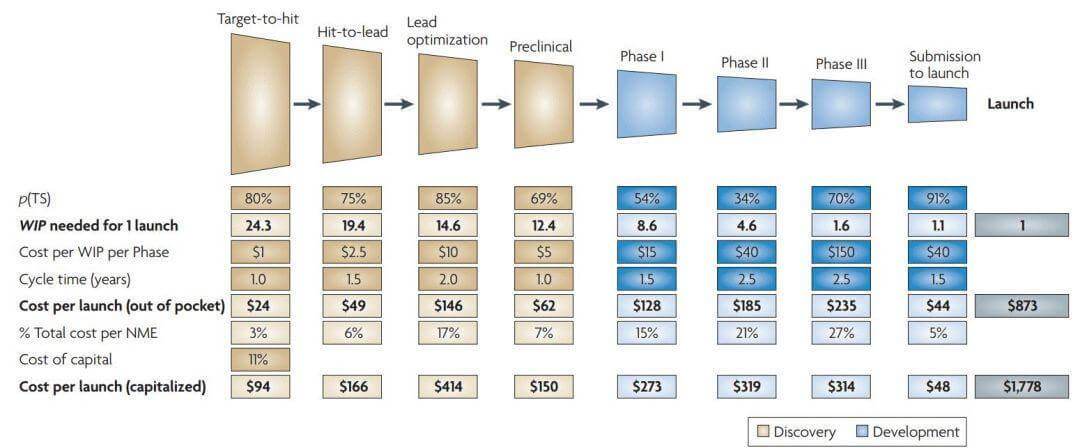 Target-to-hit
Hit-to-lead
Lead
optimization
Preclinical
Phase I
Phase II
Phase III
Submission
to launch
Launch
p(TS) 80% 75% 85% 69% 54% 34% 70% 91%
WIP needed for 1 launch 24.3 19.4 14.6 12.4 8.6 4.6 1.6 1.1 1
Cost per WIP per Phase $1 $2.5 $10 $5 $15 $40 $150 $40
Cycle time (years) 1.0 1.5 2.0 1.0 1.5 2.5 2.5 1.5
Cost per launch (out of pocket) $24 $49 $146 $62 $128 $185 $235 $44 $873
% Total cost per NME 3% 6% 17% 7% 15% 21% 27% 5%
Cost of capital 11%
Cost per launch (capitalized) $94 $166 $414 $150 $273 $319 $314 $48 $1,778
Discovery Development